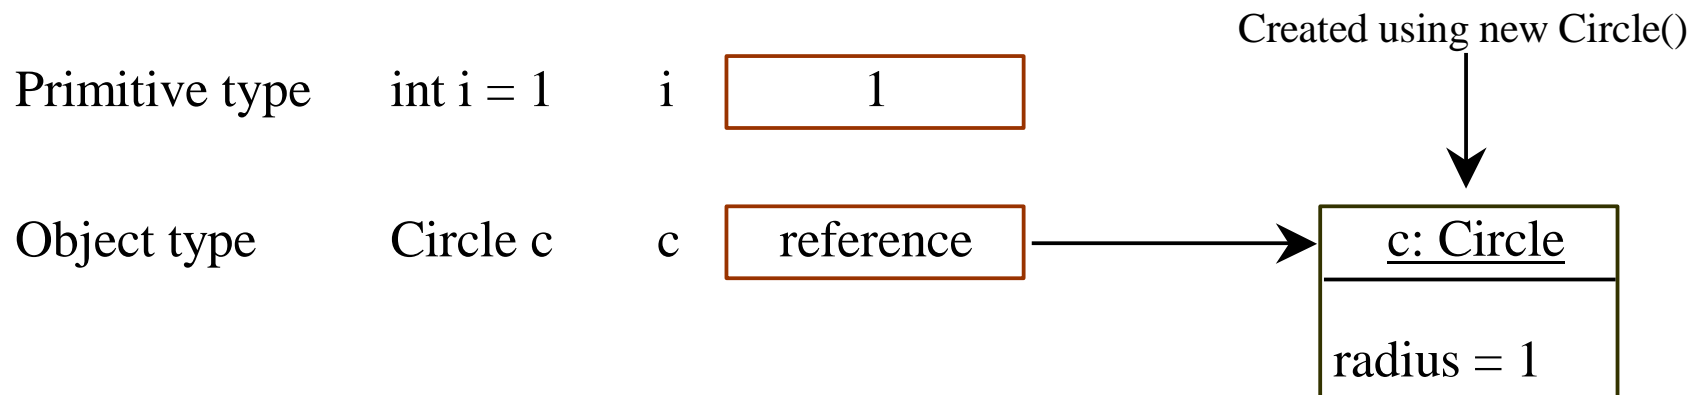 Created using new Circle()
Primitive type int i = 1 i 1
Object type Circle c c reference c: Circle
radius = 1